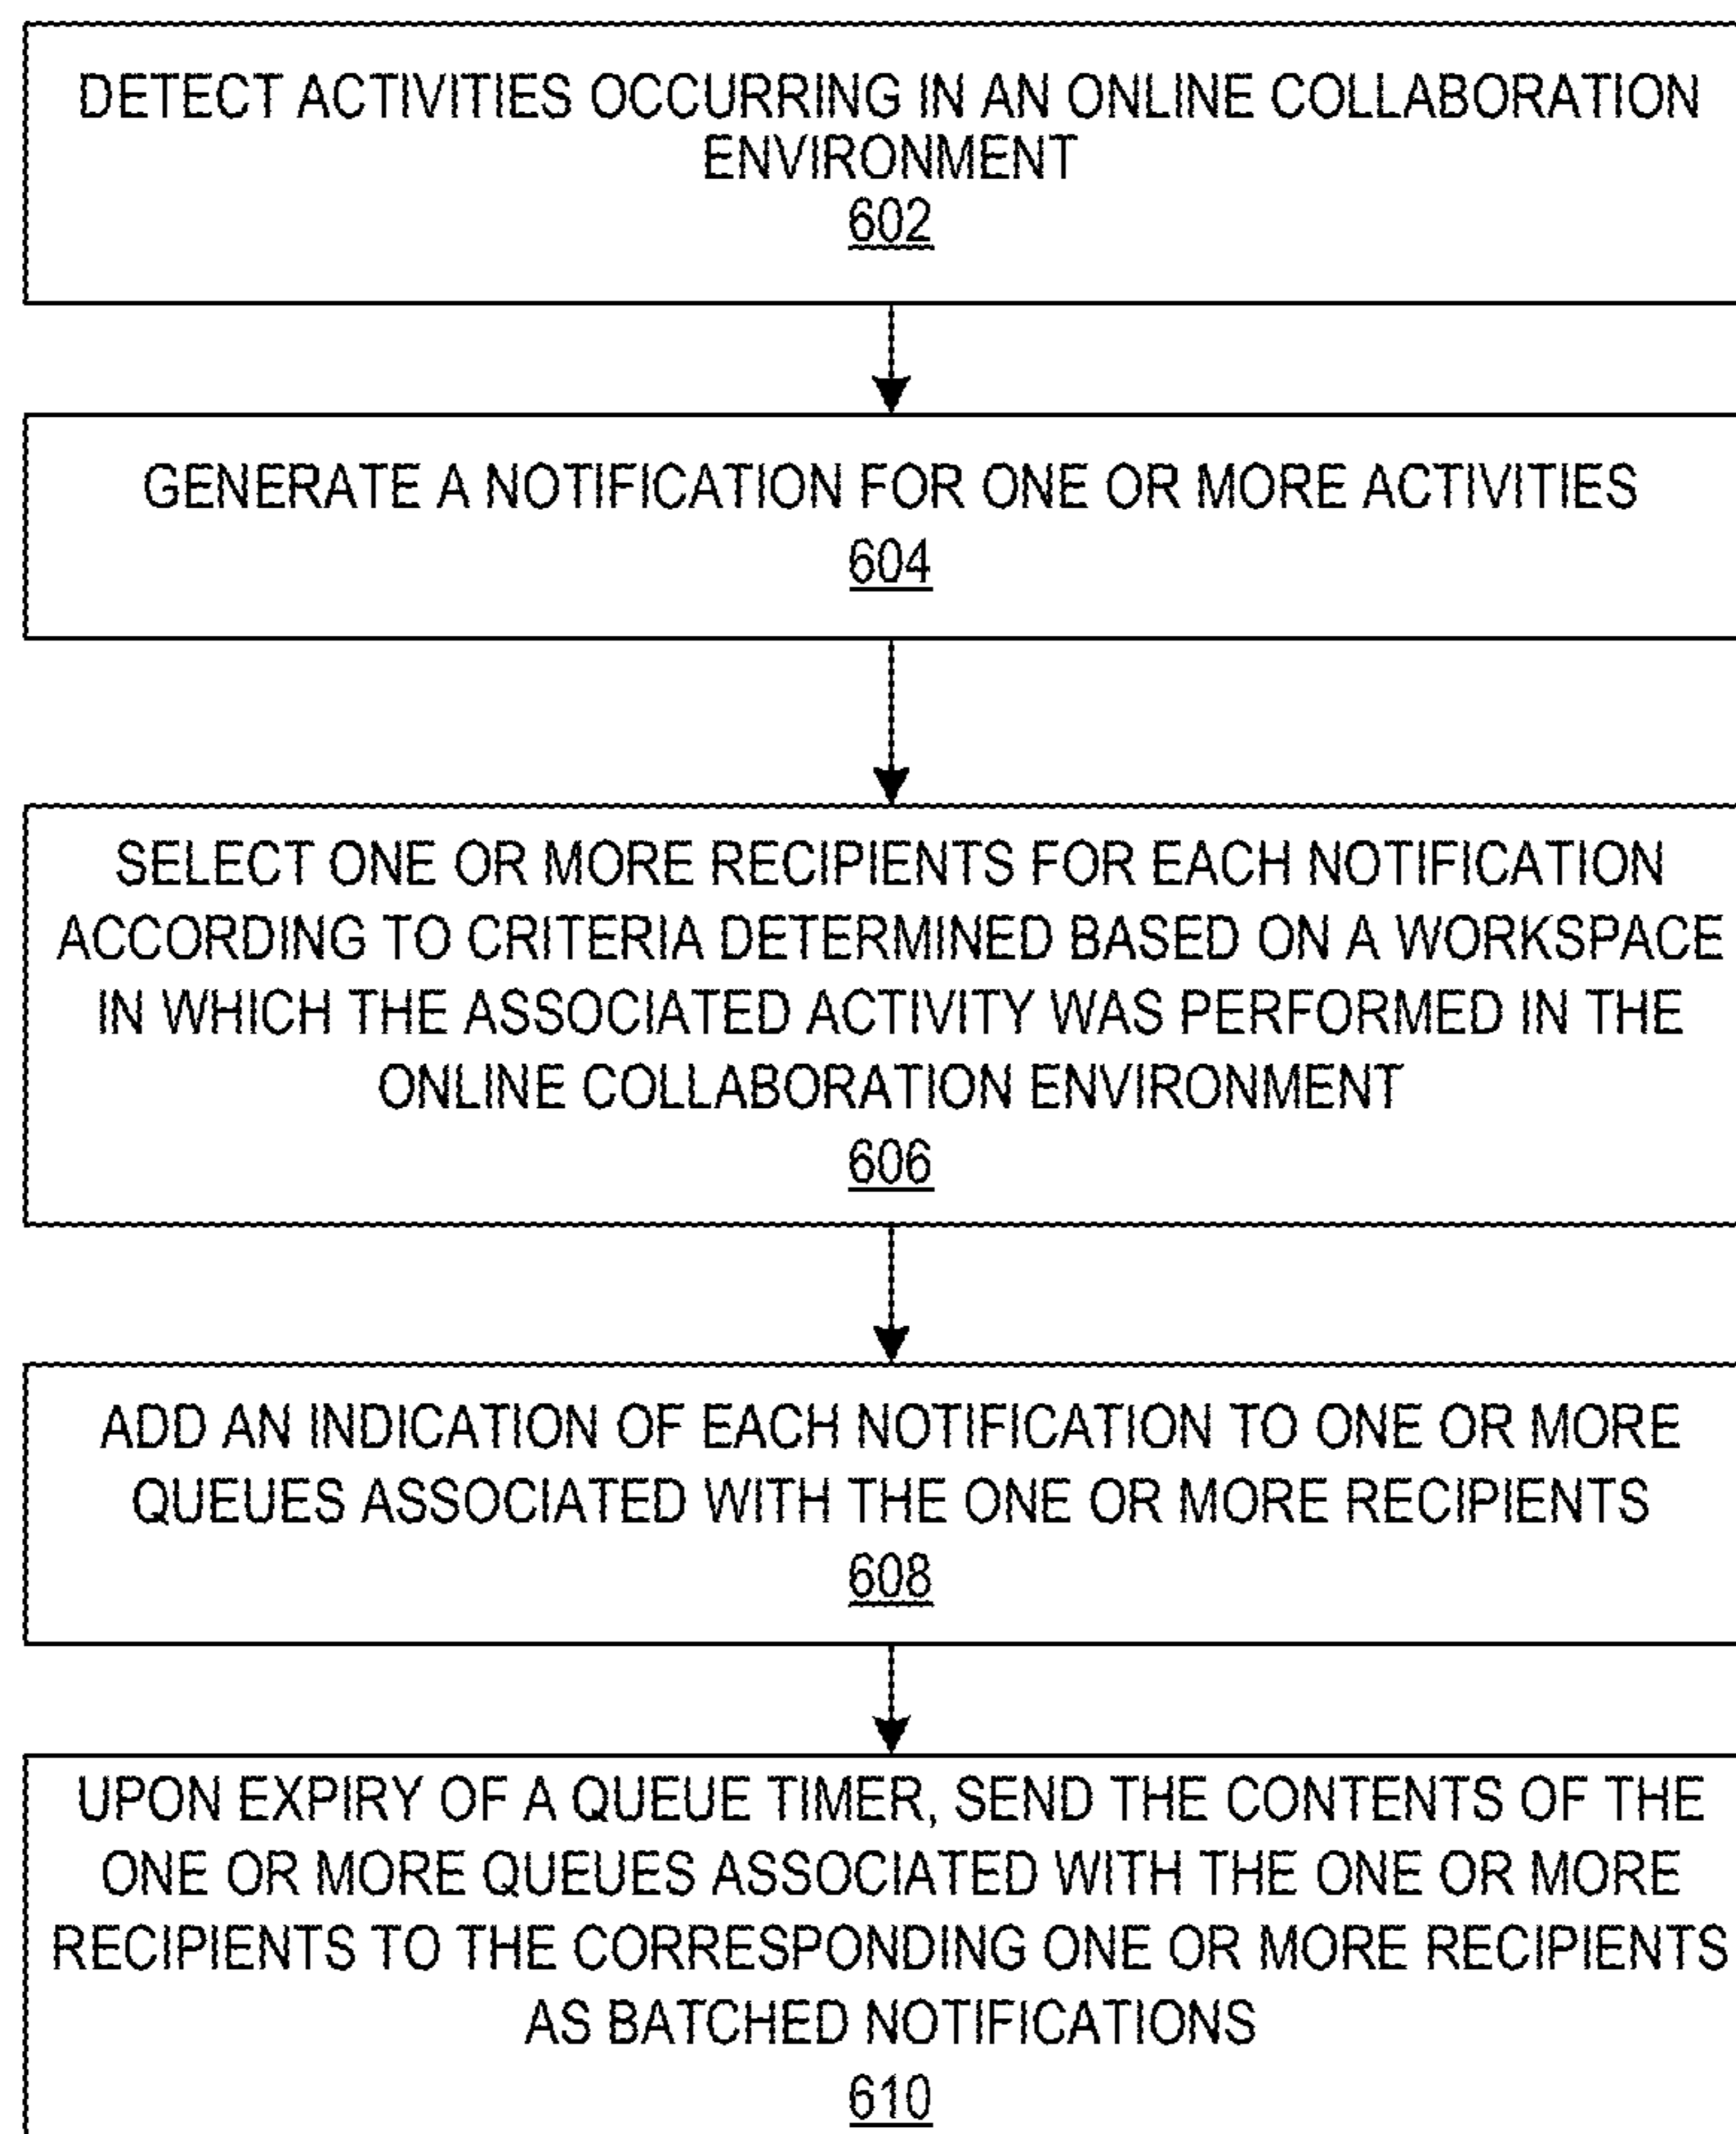 DETECT ACTIVITIES OCCURRING IN AN ONLINE COLLABORATION
ENVIRONMENT
602
GENERATE A NOTIFICATION FOR ONE OR MORE ACTIVITIES
604
SELECT ONE OR MORE RECIPIENTS FOR EACH NOTIFICATION
ACCORDING TO CRITERIA DETERMINED BASED ON A WORKSPACE
IN WHICH THE ASSOCIATED ACTIVITY WAS PERFORMED IN THE
ONLINE COLLABORATION ENVIRONMENT
606
ADD AN INDICATION OF EACH NOTIFICATION TO ONE OR MORE
QUEUES ASSOCIATED WITH THE ONE OR MORE RECIPIENTS
608
UPON EXPIRY OF A QUEUE TIMER, SEND THE CONTENTS OF THE
ONE OR MORE QUEUES ASSOCIATED WITH THE ONE OR MORE
RECIPIENTS TO THE CORRESPONDING ONE OR MORE RECIPIENTS
AS BATCHED NOTIFICATIONS
610